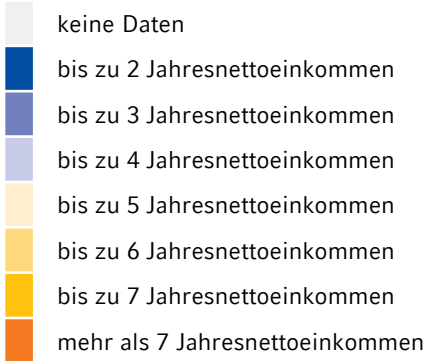 keine Daten
bis zu 2 Jahresnettoeinkommen
bis zu 3 Jahresnettoeinkommen
bis zu 4 Jahresnettoeinkommen
bis zu 5 Jahresnettoeinkommen
bis zu 6 Jahresnettoeinkommen
bis zu 7 Jahresnettoeinkommen
mehr als 7 Jahresnettoeinkommen